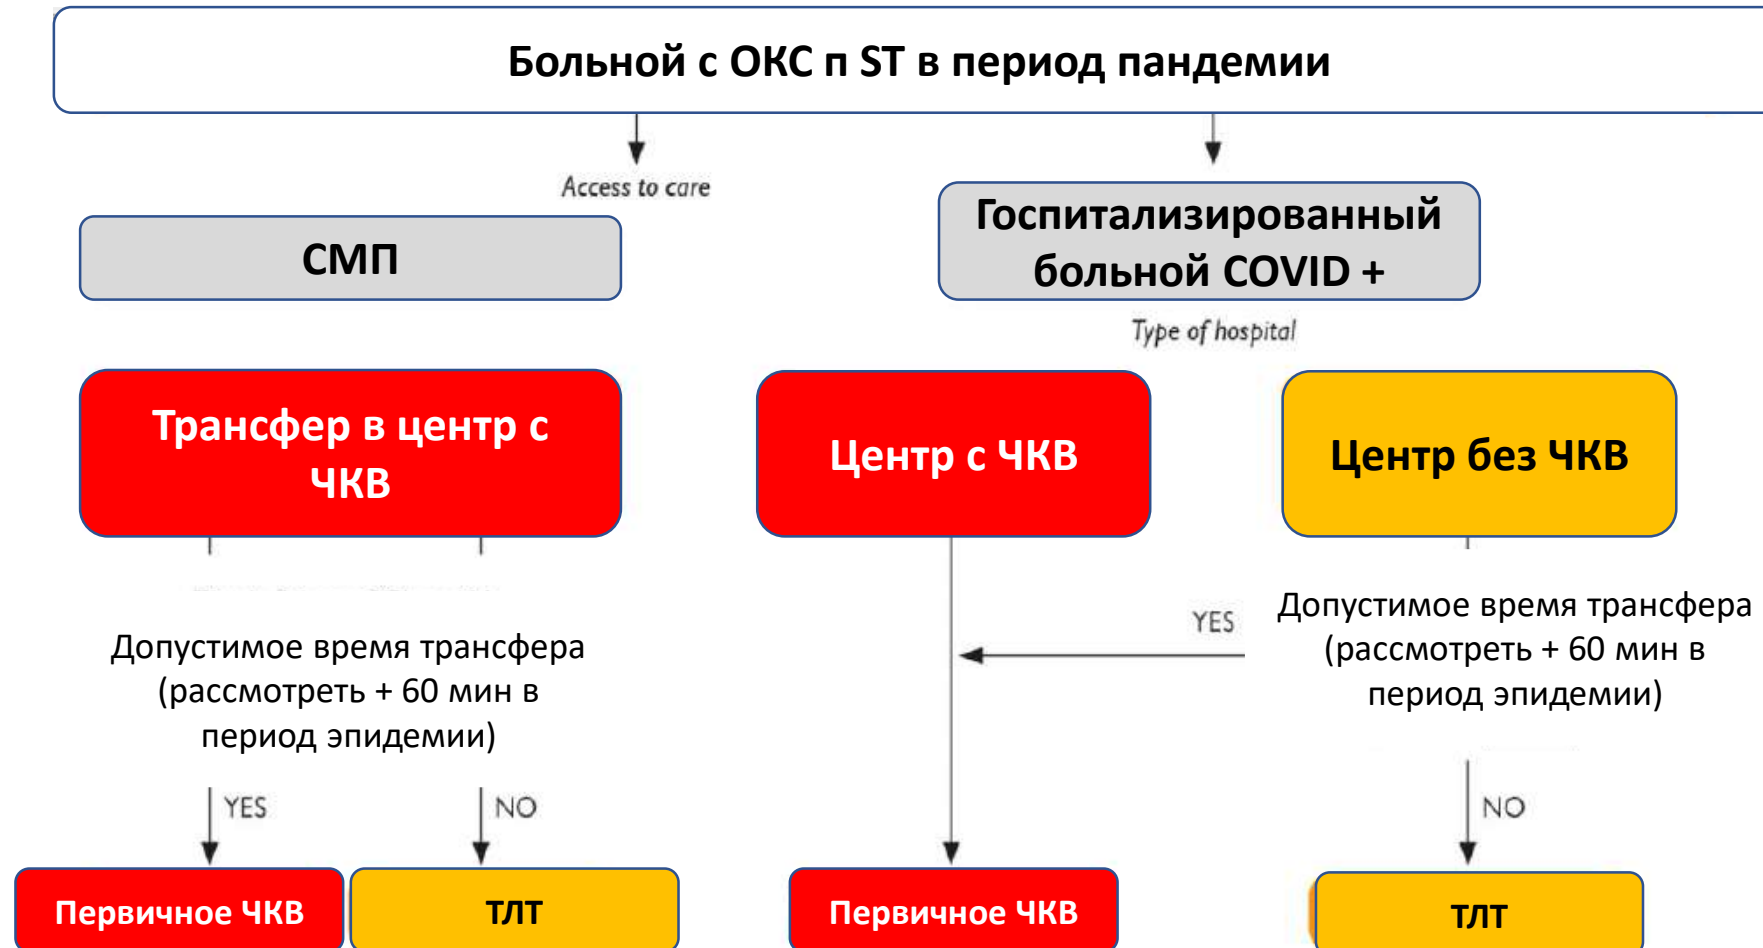 Больной с ОКС п ST в период пандемии
Access to care
СМП
Госпитализированный
больной COVID +
Type of hospital
Трансфер в центр с
ЧКВ
Центр с ЧКВ
Центр без ЧКВ
Допустимое время трансфера
(рассмотреть + 60 мин в
период эпидемии)
YES
Допустимое время трансфера
(рассмотреть + 60 мин в
период эпидемии)
YES
NO
NO
Первичное ЧКВ
ТЛТ
Первичное ЧКВ
ТЛТ